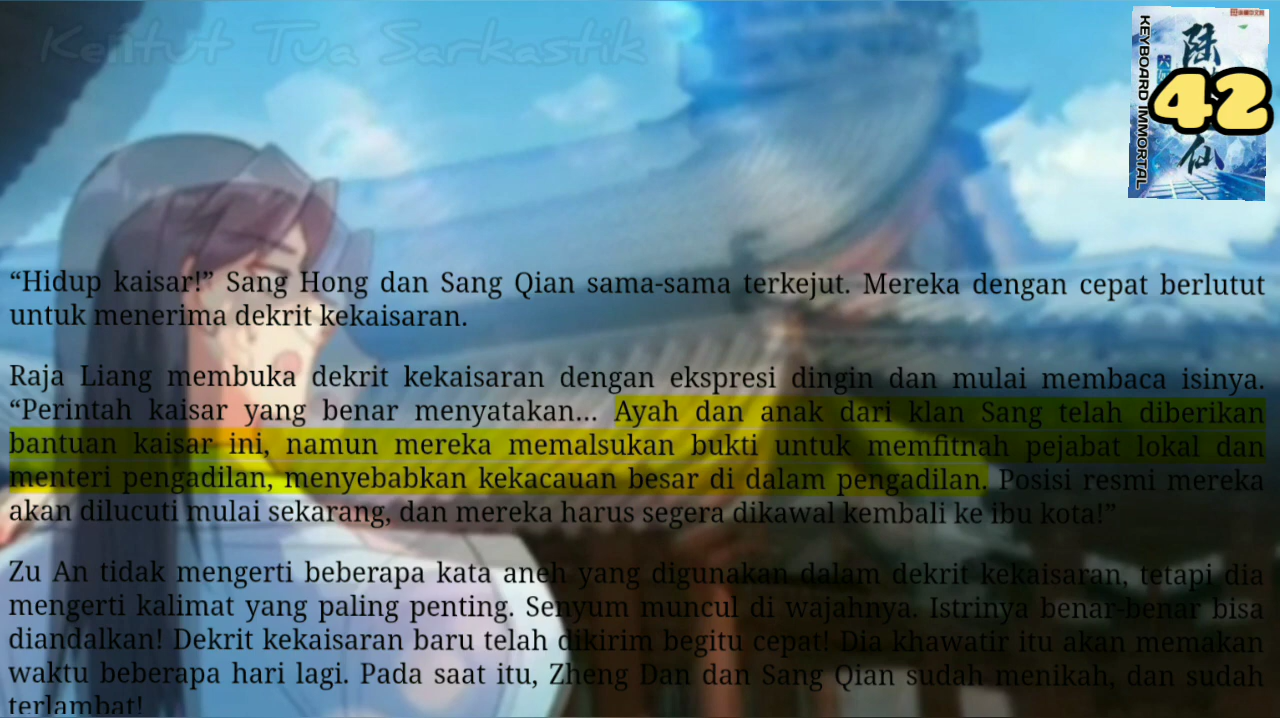 Kentut Tua Sarkastik
KEYBOARD IMMORTAL
42
“Hidup kaisar!” Sang Hong dan Sang Qian sama-sama terkejut. Mereka dengan cepat berlutut
untuk menerima dekrit kekaisaran.
Raja Liang membuka dekrit kekaisaran dengan ekspresi dingin dan mulai membaca isinya.
“Perintah kaisar yang benar menyatakan... Ayah dan anak dari klan Sang telah diberikan
bantuan kaisar ini, namun mereka memalsukan bukti untuk memfitnah pejabat lokal dan
menteri pengadilan, menyebabkan kekacauan besar di dalam pengadilan. Posisi resmi mereka
akan dilucuti mulai sekarang, dan mereka harus segera dikawal kembali ke ibu kota!”
Zu An tidak mengerti beberapa kata aneh yang digunakan dalam dekrit kekaisaran, tetapi dia
mengerti kalimat yang paling penting. Senyum muncul di wajahnya. Istrinya benar-benar bisa
diandalkan! Dekrit kekaisaran baru telah dikirim begitu cepat! Dia khawatir itu akan memakan
waktu beberapa hari lagi. Pada saat itu, Zheng Dan dan Sang Qian sudah menikah, dan sudah
terlambat!